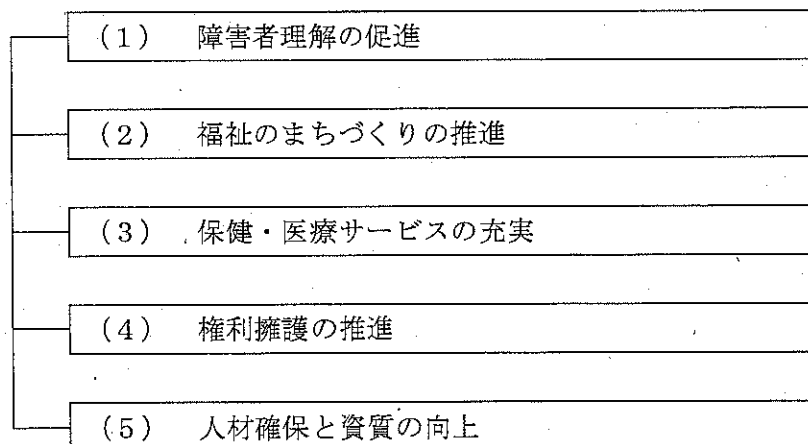 (1) 障害者理解の促進
(2) 福祉のまちづくりの推進
(3) 保健・医療サービスの充実
(4) 権利擁護の推進
(5) 人材確保と資質の向上